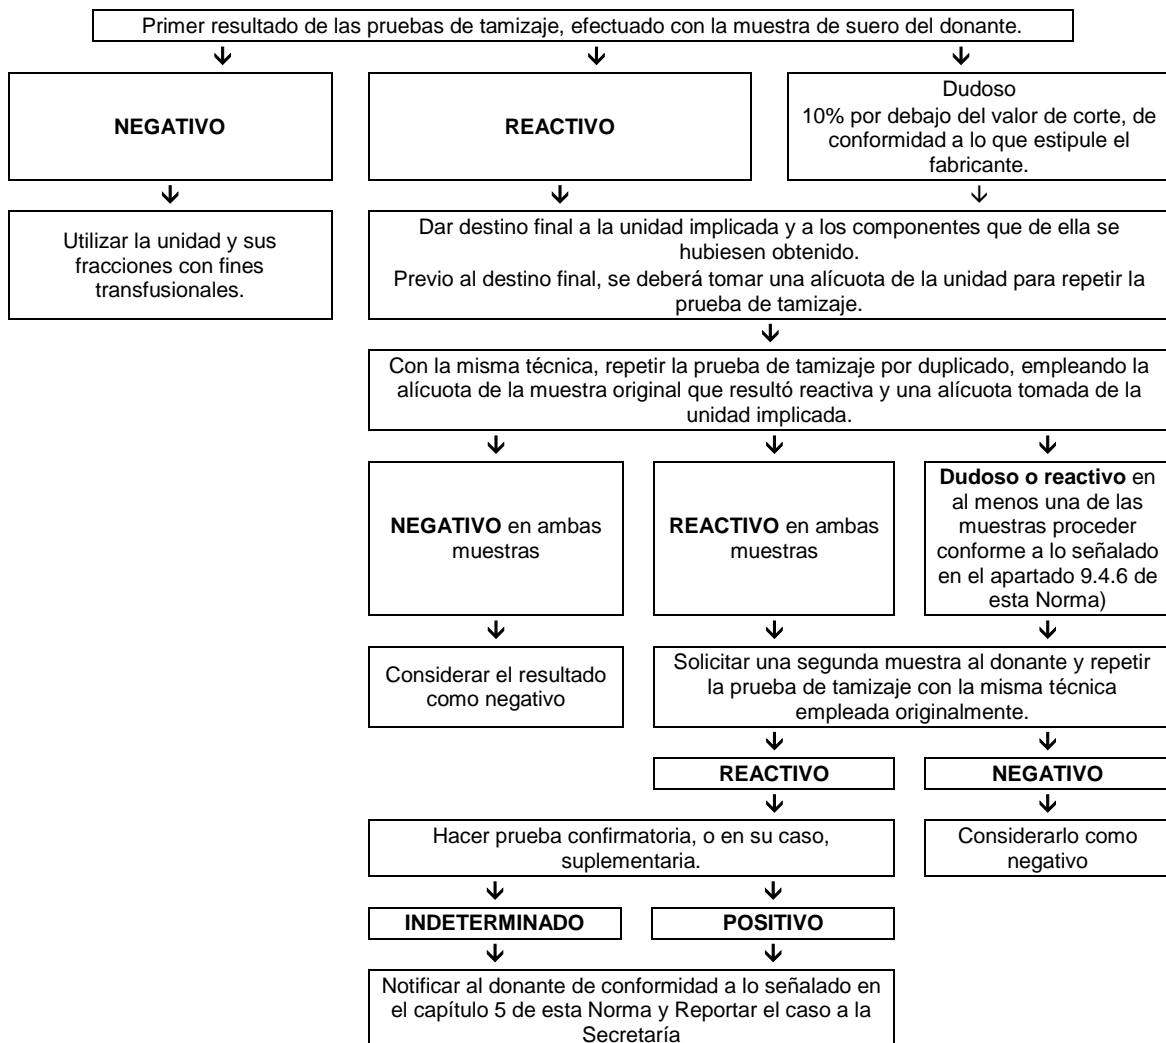 Primer resultado de las pruebas de tamizaje, efectuado con la muestra de suero del donante.
NEGATIVO
REACTIVO
Dudoso
10% por debajo del valor de corte, de
conformidad a lo que estipule el
fabricante.
Utilizar la unidad y sus
fracciones con fines
transfusionales.
Dar destino final a la unidad implicada y a los componentes que de ella se
hubiesen obtenido.
Previo al destino final, se deberá tomar una alícuota de la unidad para repetir la
prueba de tamizaje.
Con la misma técnica, repetir la prueba de tamizaje por duplicado, empleando la
alícuota de la muestra original que resultó reactiva y una alícuota tomada de la
unidad implicada.
NEGATIVO en ambas
muestras
REACTIVO en ambas
muestras
Dudoso o reactivo en
al menos una de las
muestras proceder
conforme a lo señalado
en el apartado 9.4.6 de
esta Norma)
Considerar el resultado
como negativo
Solicitar una segunda muestra al donante y repetir
la prueba de tamizaje con la misma técnica
empleada originalmente.
REACTIVO
NEGATIVO
Hacer prueba confirmatoria, o en su caso,
suplementaria.
Considerarlo como
negativo
INDETERMINADO
POSITIVO
Notificar al donante de conformidad a lo señalado en
el capítulo 5 de esta Norma y Reportar el caso a la
Secretaría